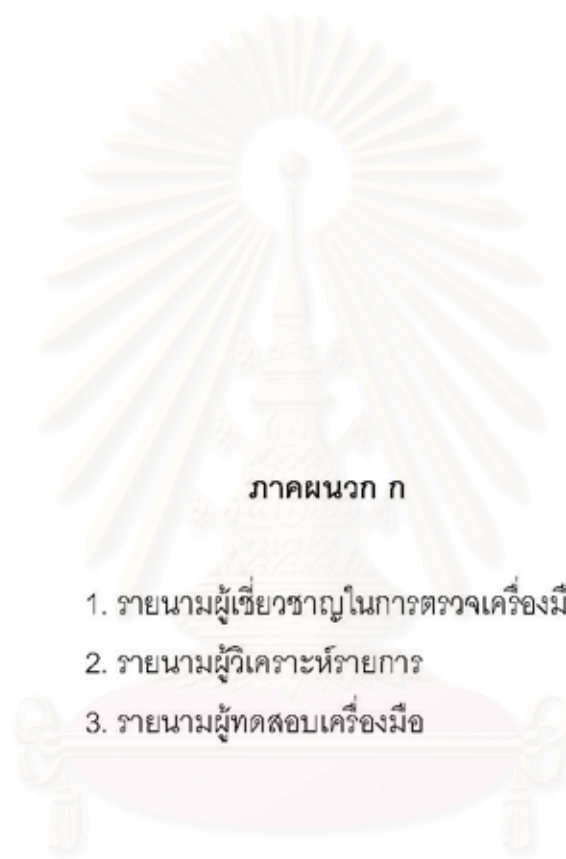 ภาคผนวก ก
1. รายนามผู้เชี่ยวชาญในการตรวจเครื่องมื
2. รายนามผู้วิเคราะห์รายการ
3. รายนามผู้ทดสอบเครื่องมือ